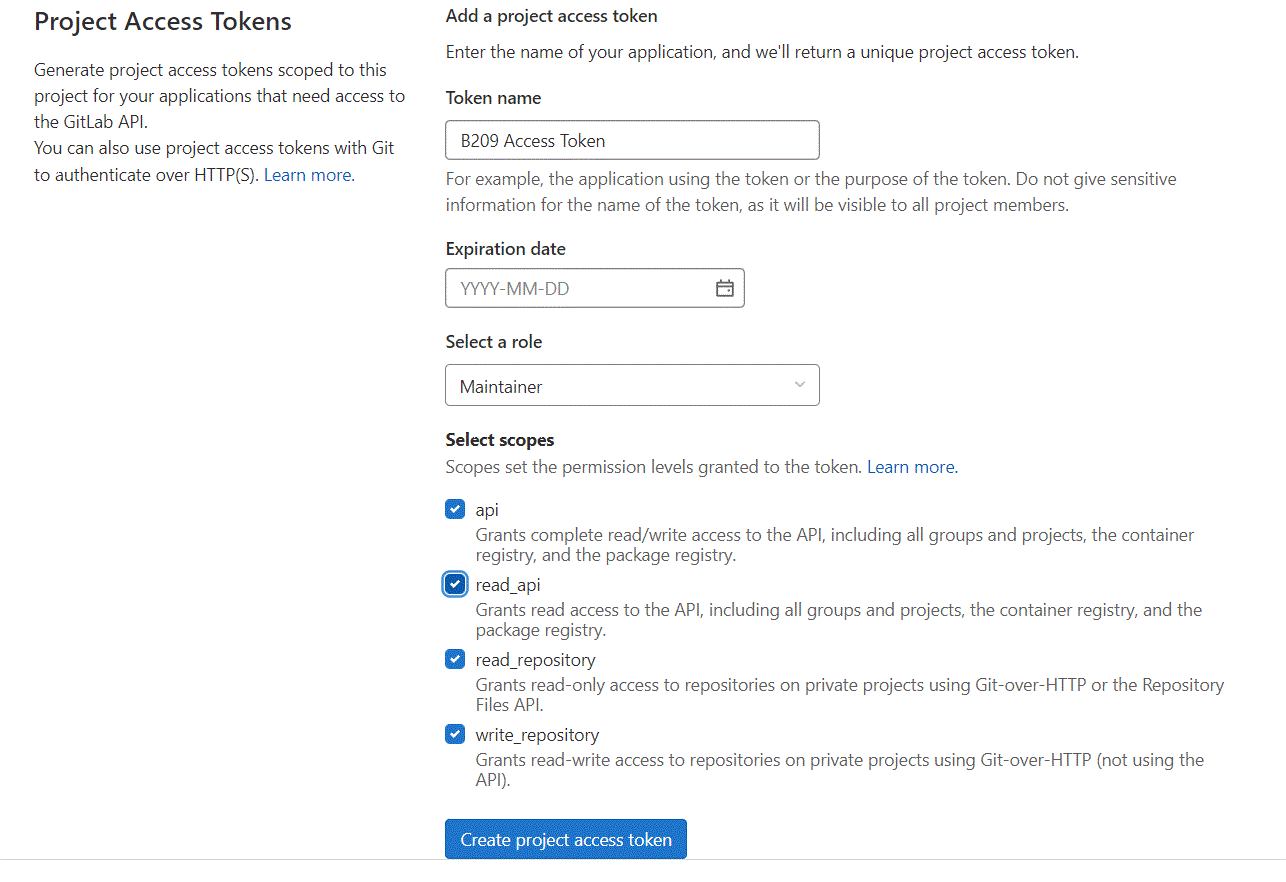 Project Access Tokens
Generate project access tokens scoped to this
project for your applications that need access to
the GitLab API.
You can also use project access tokens with Git
to authenticate over HTTP(S). Learn more.
Add a project access token
Enter the name of your application, and we'll return a unique project access token.
Token name
B209 Access Token
For example, the application using the token or the purpose of the token. Do not give sensitive
information for the name of the token, as it will be visible to all project members.
Expiration date
YYYY-MM-DD
Select a role
Maintainer
Select scopes
Scopes set the permission levels granted to the token. Learn more.
api
Grants complete read/write access to the API, including all groups and projects, the container
registry, and the package registry.
read_api
Grants read access to the API, including all groups and projects, the container registry, and the
package registry.
read_repository
Grants read-only access to repositories on private projects using Git-over-HTTP or the Repository
Files API.
write_repository
Grants read-write access to repositories on private projects using Git-over-HTTP (not using the
API).
Create project access token